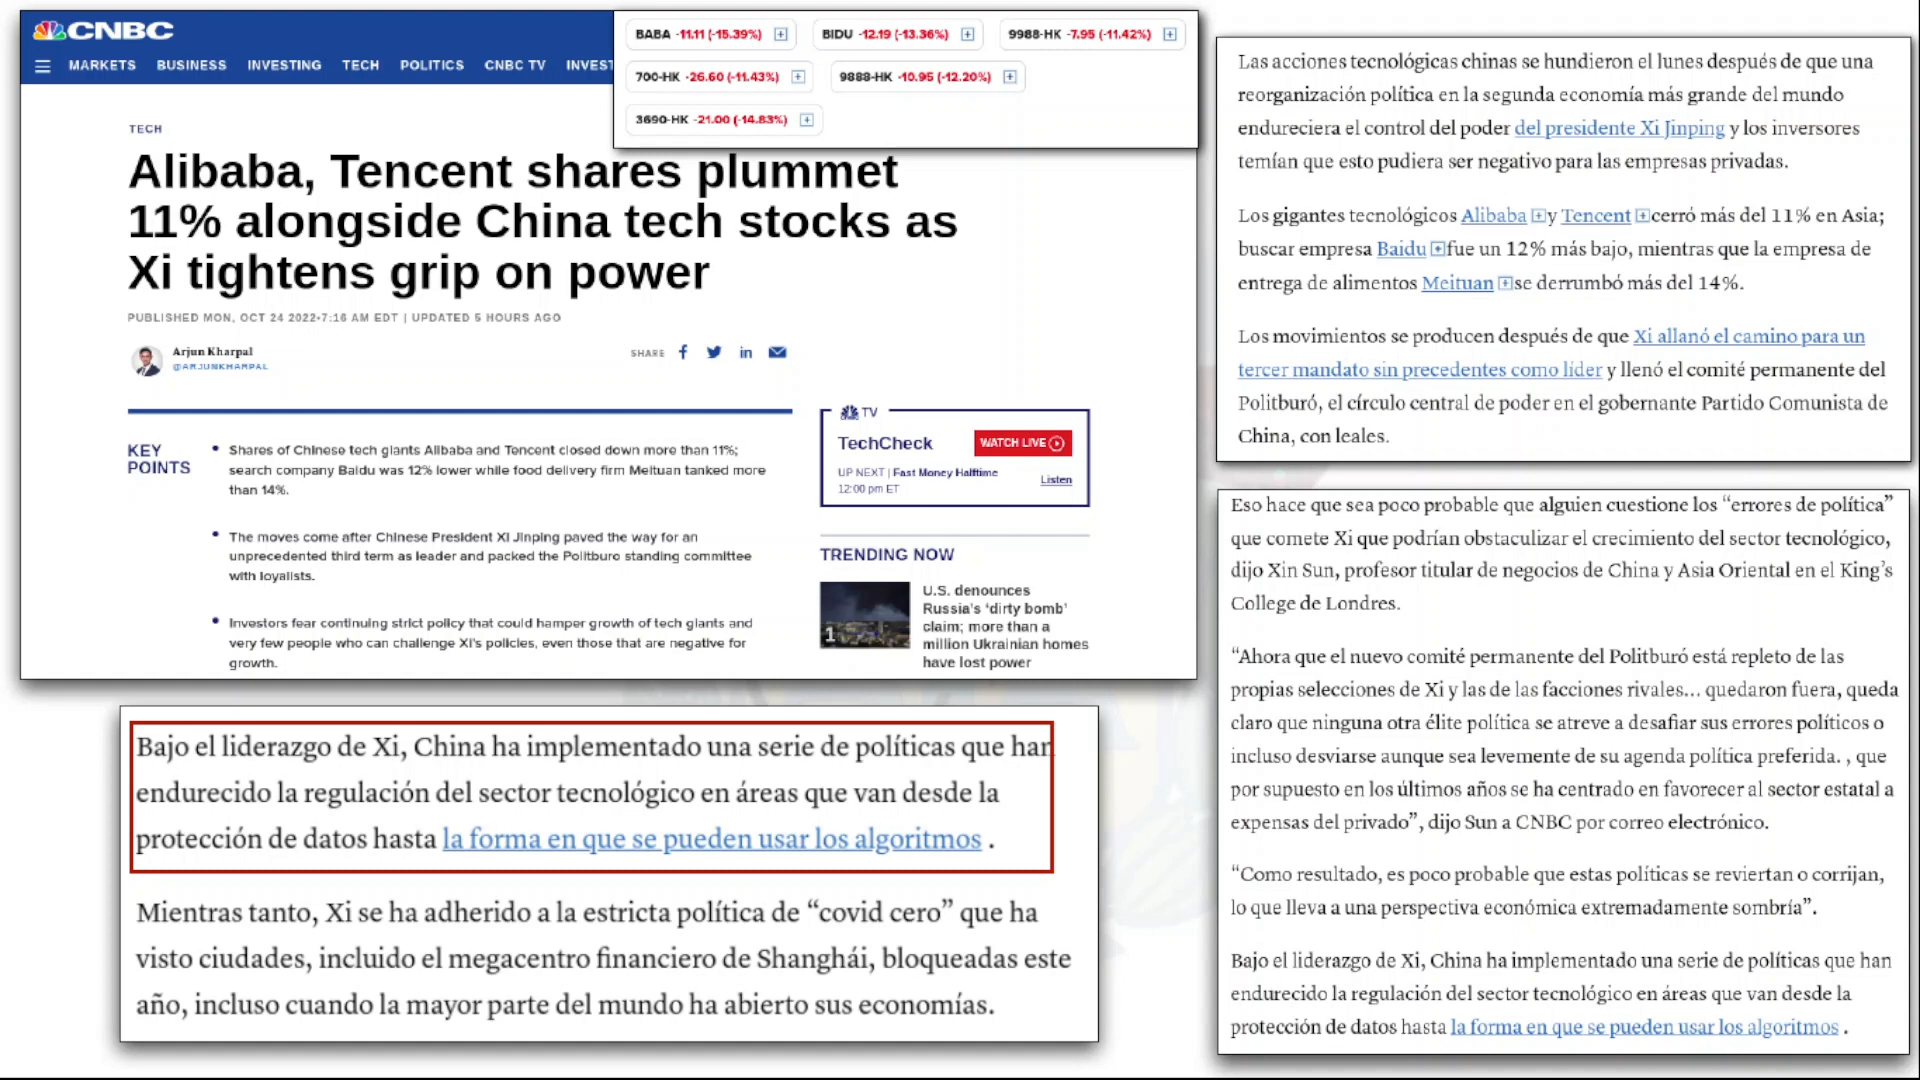 CNBC
MARKETS BUSINESS INVESTING TECH POLITICS CNBC TV INVEST
BABA -11.11 (-15.39%) BIDU -12.19 (-13.36%) 9988-HK -7.95 (-11.42%)
700-HK -26.60 (-11.43%) 9888-HK -10.95 (-12.20%)
3690-HK -21.00 (-14.83%)
TECH
Alibaba, Tencent shares plummet
11% alongside China tech stocks as
Xi tightens grip on power
PUBLISHED MON, OCT 24 2022•7:16 AM EDT | UPDATED 5 HOURS AGO
Arjun Kharpal
@ARJUNKHARPAL
SHARE
KEY
POINTS
Shares of Chinese tech giants Alibaba and Tencent closed down more than 11%;
search company Baidu was 12% lower while food delivery firm Meituan tanked more
than 14%.
The moves come after Chinese President Xi Jinping paved the way for an
unprecedented third term as leader and packed the Politburo standing committee
with loyalists.
Investors fear continuing strict policy that could hamper growth of tech giants and
very few people who can challenge Xi's policies, even those that are negative for
growth.
TV
TechCheck
WATCH LIVE
UP NEXT | Fast Money Halftime
12:00 pm ET
Listen
TRENDING NOW
1
U.S. denounces
Russia's ‘dirty bomb’
claim; more than a
million Ukrainian homes
have lost power
Bajo el liderazgo de Xi, China ha implementado una serie de políticas que han
endurecido la regulación del sector tecnológico en áreas que van desde la
protección de datos hasta la forma en que se pueden usar los algoritmos .
Mientras tanto, Xi se ha adherido a la estricta política de “covid cero” que ha
visto ciudades, incluido el megacentro financiero de Shanghái, bloqueadas este
año, incluso cuando la mayor parte del mundo ha abierto sus economías.
Las acciones tecnológicas chinas se hundieron el lunes después de que una
reorganización política en la segunda economía más grande del mundo
endureciera el control del poder del presidente Xi Jinping y los inversores
temían que esto pudiera ser negativo para las empresas privadas.
Los gigantes tecnológicos Alibaba y Tencent cerró más del 11% en Asia;
buscar empresa Baidu fue un 12% más bajo, mientras que la empresa de
entrega de alimentos Meituan se derrumbó más del 14%.
Los movimientos se producen después de que Xi allanó el camino para un
tercer mandato sin precedentes como líder y llenó el comité permanente del
Politburó, el círculo central de poder en el gobernante Partido Comunista de
China, con leales.
Eso hace que sea poco probable que alguien cuestione los “errores de política”
que comete Xi que podrían obstaculizar el crecimiento del sector tecnológico,
dijo Xin Sun, profesor titular de negocios de China y Asia Oriental en el King’s
College de Londres.
“Ahora que el nuevo comité permanente del Politburó está repleto de las
propias selecciones de Xi y las de las facciones rivales... quedaron fuera, queda
claro que ninguna otra élite política se atreve a desafiar sus errores políticos o
incluso desviarse aunque sea levemente de su agenda política preferida. , que
por supuesto en los últimos años se ha centrado en favorecer al sector estatal a
expensas del privado”, dijo Sun a CNBC por correo electrónico.
“Como resultado, es poco probable que estas políticas se reviertan o corrijan,
lo que lleva a una perspectiva económica extremadamente sombría”.
Bajo el liderazgo de Xi, China ha implementado una serie de políticas que han
endurecido la regulación del sector tecnológico en áreas que van desde la
protección de datos hasta la forma en que se pueden usar los algoritmos .